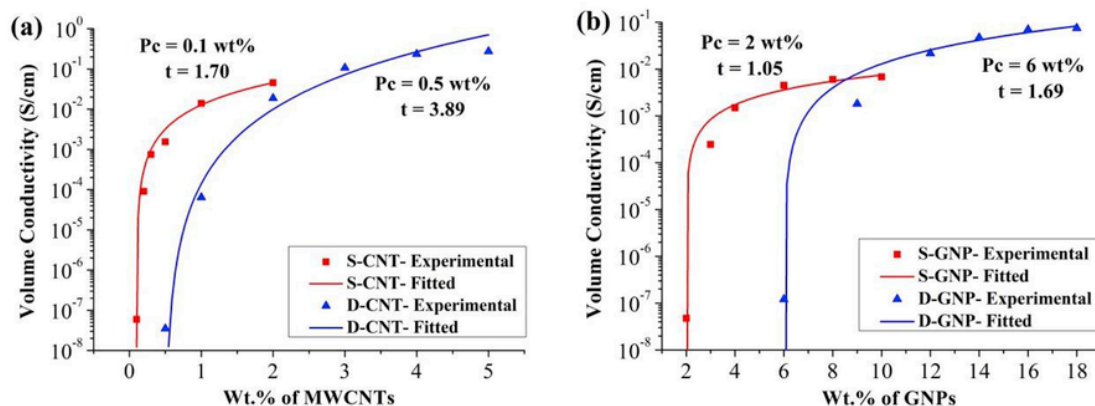 (a)
Volume Conductivity (S/cm)
10^0
10^-1
10^-2
10^-3
10^-4
10^-5
10^-6
10^-7
10^-8
Pc = 0.1 wt%
t = 1.70
Pc = 0.5 wt%
t = 3.89
S-CNT- Experimental
S-CNT- Fitted
D-CNT- Experimental
D-CNT- Fitted
0 1 2 3 4 5
Wt.% of MWCNTs
(b)
Volume Conductivity (S/cm)
10^-1
10^-2
10^-3
10^-4
10^-5
10^-6
10^-7
10^-8
Pc = 2 wt%
t = 1.05
Pc = 6 wt%
t = 1.69
S-GNP- Experimental
S-GNP- Fitted
D-GNP- Experimental
D-GNP- Fitted
2 4 6 8 10 12 14 16 18
Wt.% of GNPs